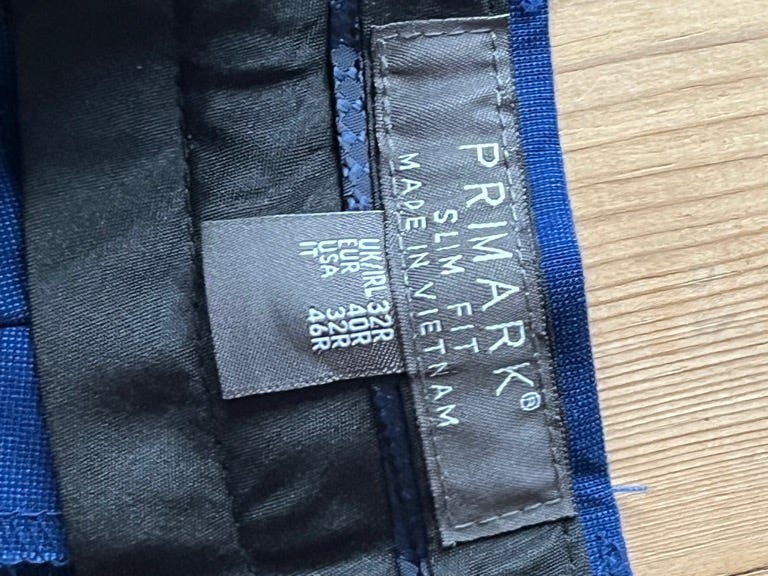 PRIMARK®
SLIM FIT
MADE IN VIETNAM
UK/IRL 32R
EUR 40R
USA 32R
IT 46R